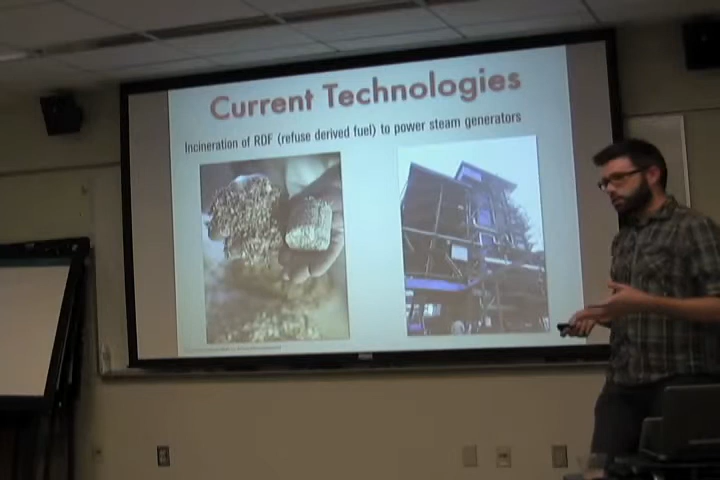 Current Technologies
Incineration of RDF (refuse derived fuel) to power steam generators